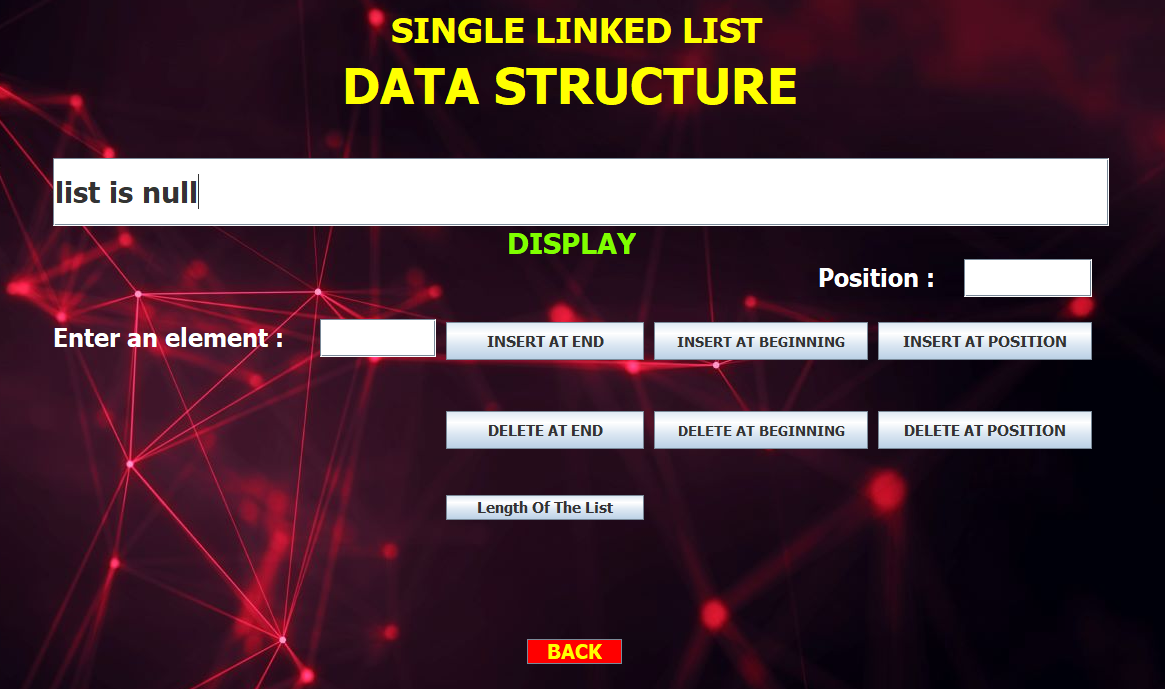 SINGLE LINKED LIST
DATA STRUCTURE
list is null
DISPLAY
Position :
Enter an element :
INSERT AT END
INSERT AT BEGINNING
INSERT AT POSITION
DELETE AT END
DELETE AT BEGINNING
DELETE AT POSITION
Length Of The List
BACK